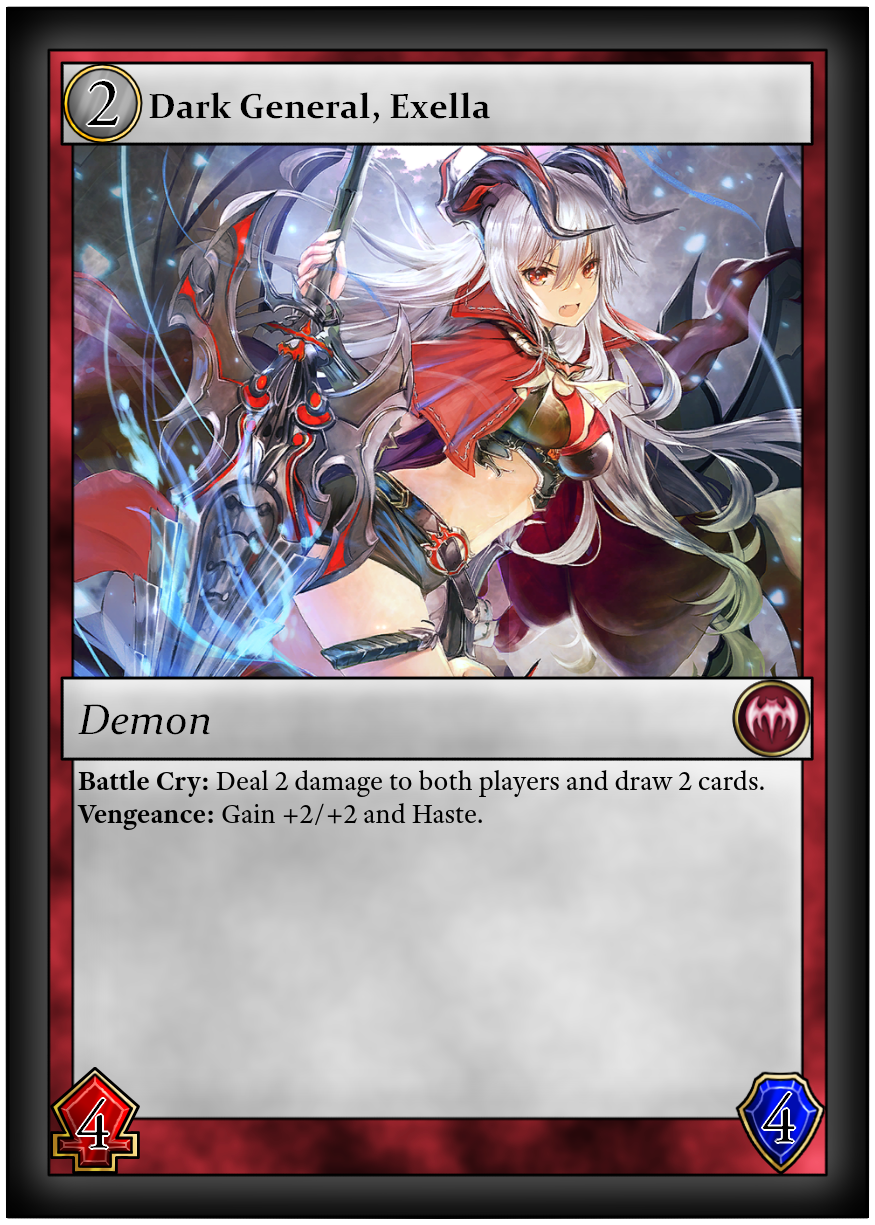 2
Dark General, Exella
Demon
Battle Cry: Deal 2 damage to both players and draw 2 cards.
Vengeance: Gain +2/+2 and Haste.
4
4